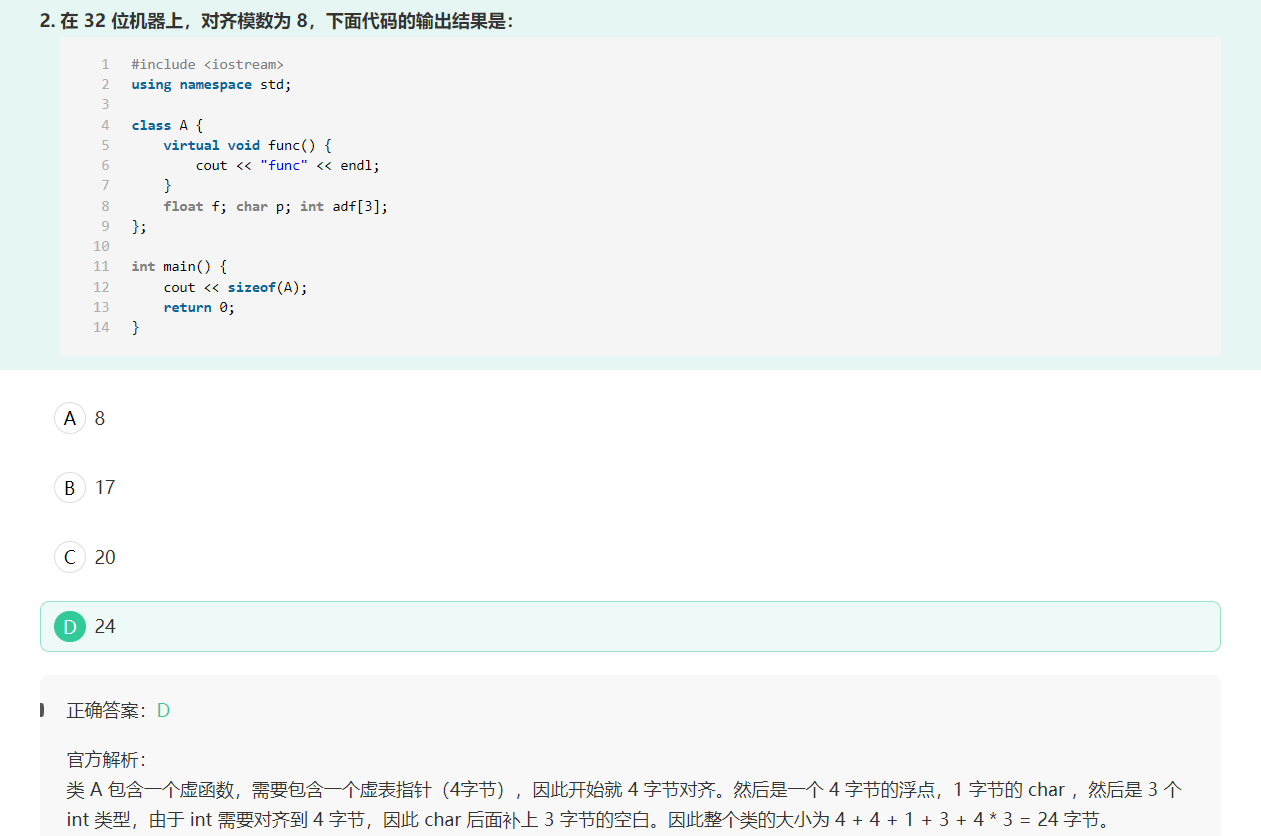 2. 在 32 位机器上，对齐模数为 8，下面代码的输出结果是：
1 #include <iostream>
2 using namespace std;
3
4 class A {
5     virtual void func() {
6         cout << "func" << endl;
7     }
8     float f; char p; int adf[3];
9 };
10
11 int main() {
12     cout << sizeof(A);
13     return 0;
14 }
A 8
B 17
C 20
D 24
正确答案：D
官方解析：
类 A 包含一个虚函数，需要包含一个虚表指针（4字节），因此开始就 4 字节对齐。然后是一个 4 字节的浮点，1 字节的 char ，然后是 3 个
int 类型，由于 int 需要对齐到 4 字节，因此 char 后面补上 3 字节的空白。因此整个类的大小为 4 + 4 + 1 + 3 + 4 * 3 = 24 字节。